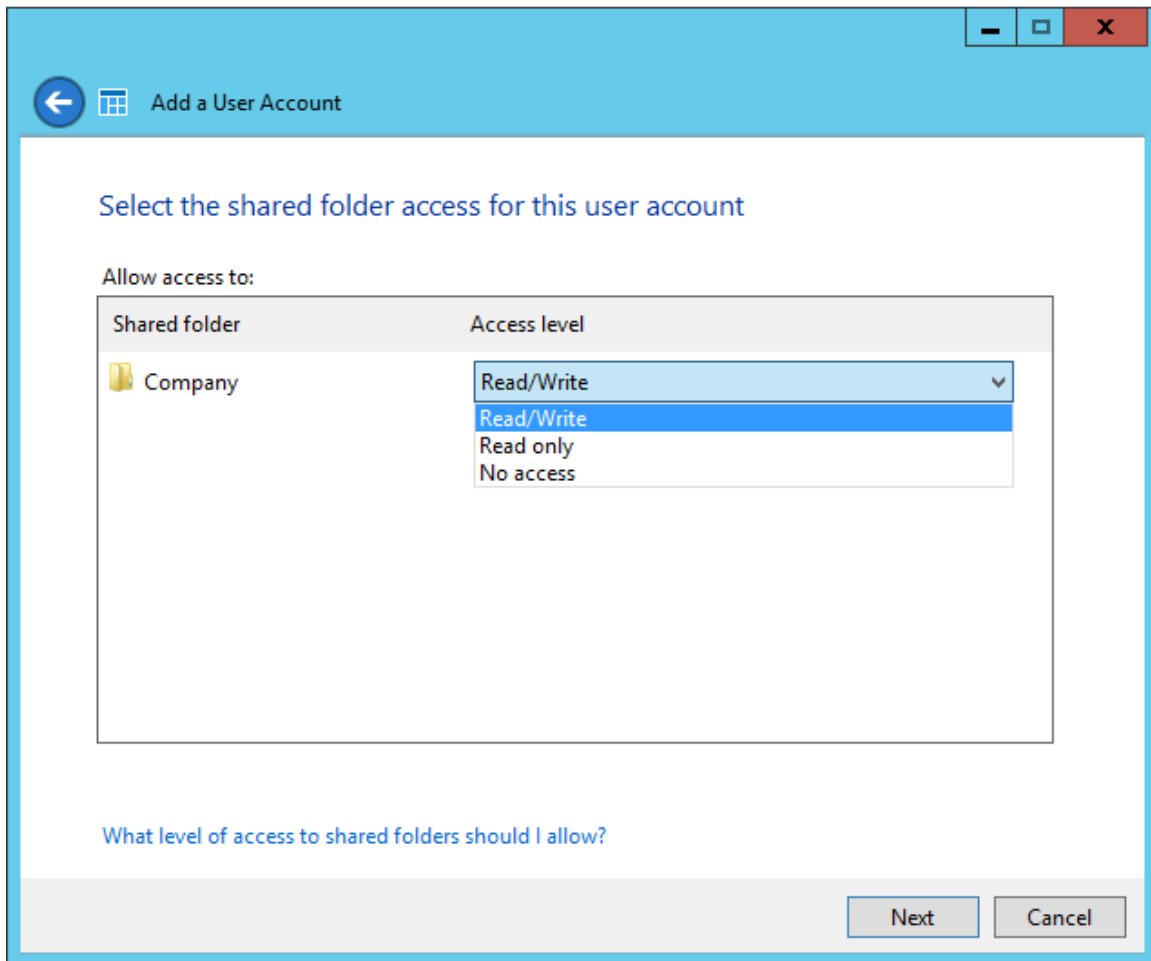 Add a User Account
Select the shared folder access for this user account
Allow access to:
Shared folder Access level
Company Read/Write
Read/Write
Read only
No access
What level of access to shared folders should I allow?
Next Cancel